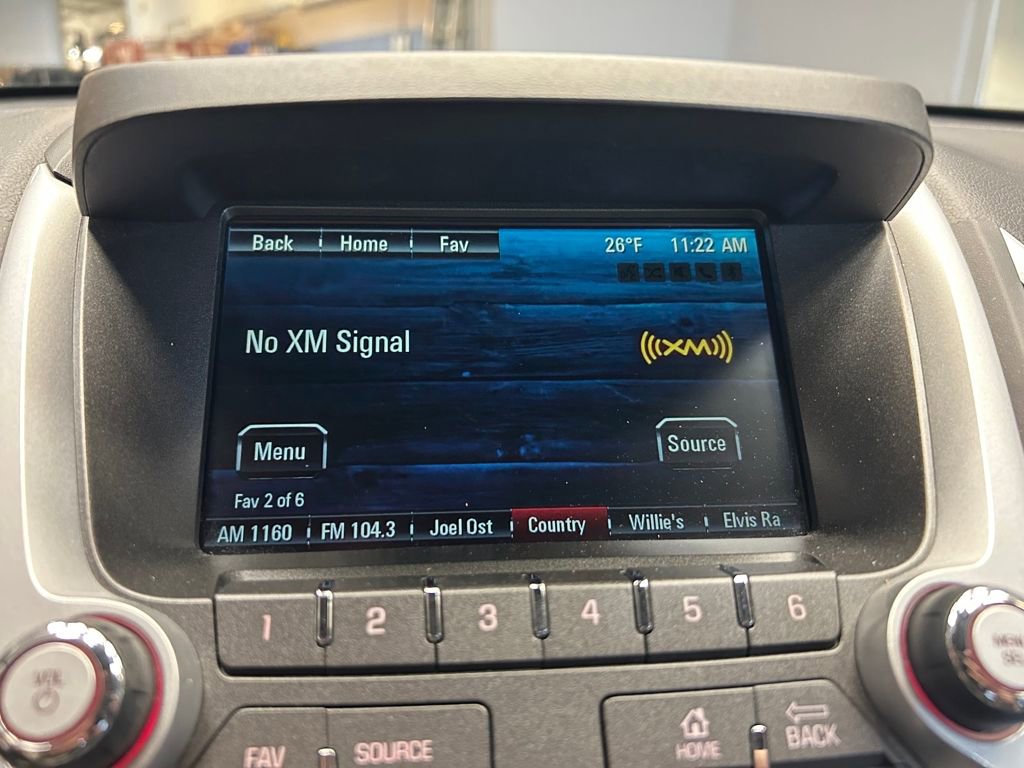 Back Home Fav 26°F 11:22 AM
No XM Signal
XM
Menu Source
Fav 2 of 6
AM 1160 FM 104.3 Joel Ost Country Willie's Elvis Ra
1 2 3 4 5 6
FAV SOURCE HOME BACK